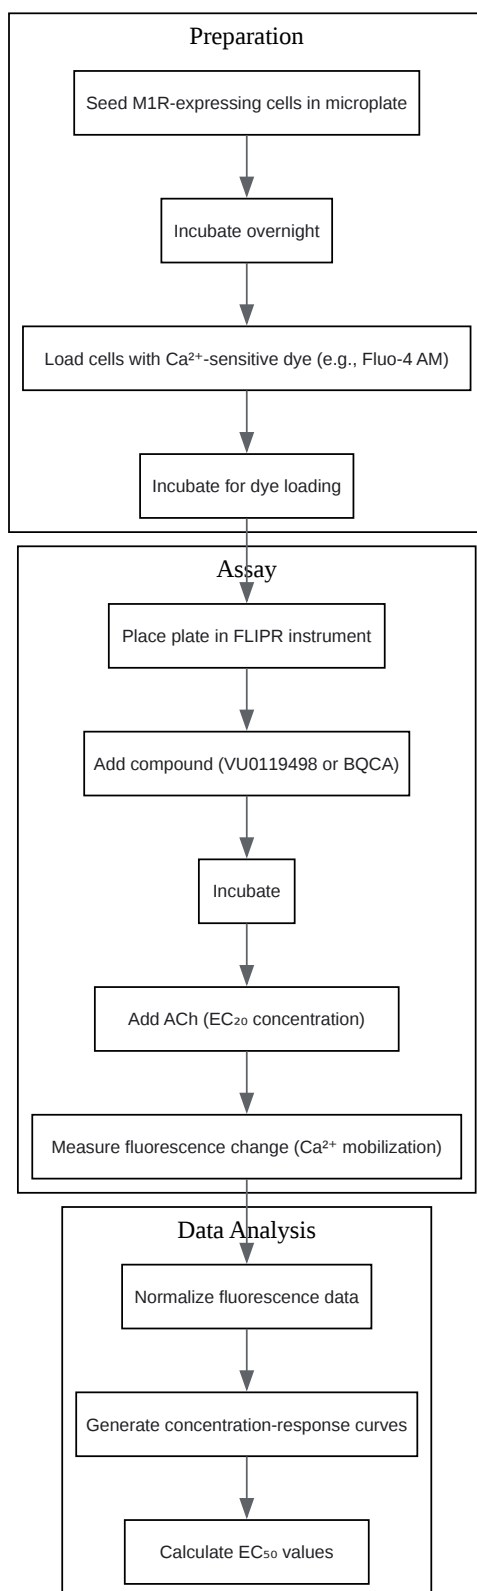 Preparation
Seed M1R-expressing cells in microplate
Incubate overnight
Load cells with Ca²⁺-sensitive dye (e.g., Fluo-4 AM)
Incubate for dye loading
Assay
Place plate in FLIPR instrument
Add compound (VU0119498 or BQCA)
Incubate
Add ACh (EC₂₀ concentration)
Measure fluorescence change (Ca²⁺ mobilization)
Data Analysis
Normalize fluorescence data
Generate concentration-response curves
Calculate EC₅₀ values